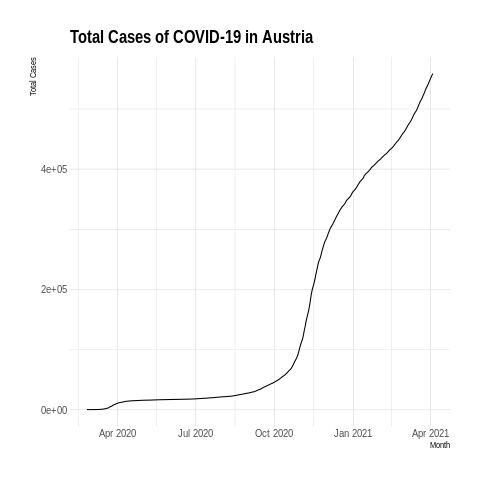 Total Cases of COVID-19 in Austria
Total Cases
4e+05
2e+05
0e+00
Apr 2020 Jul 2020 Oct 2020 Jan 2021 Apr 2021
Month